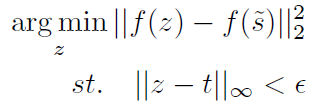 arg min ||f(z) − f(s̃)||₂²
z
st. ||z − t||∞ < ϵ